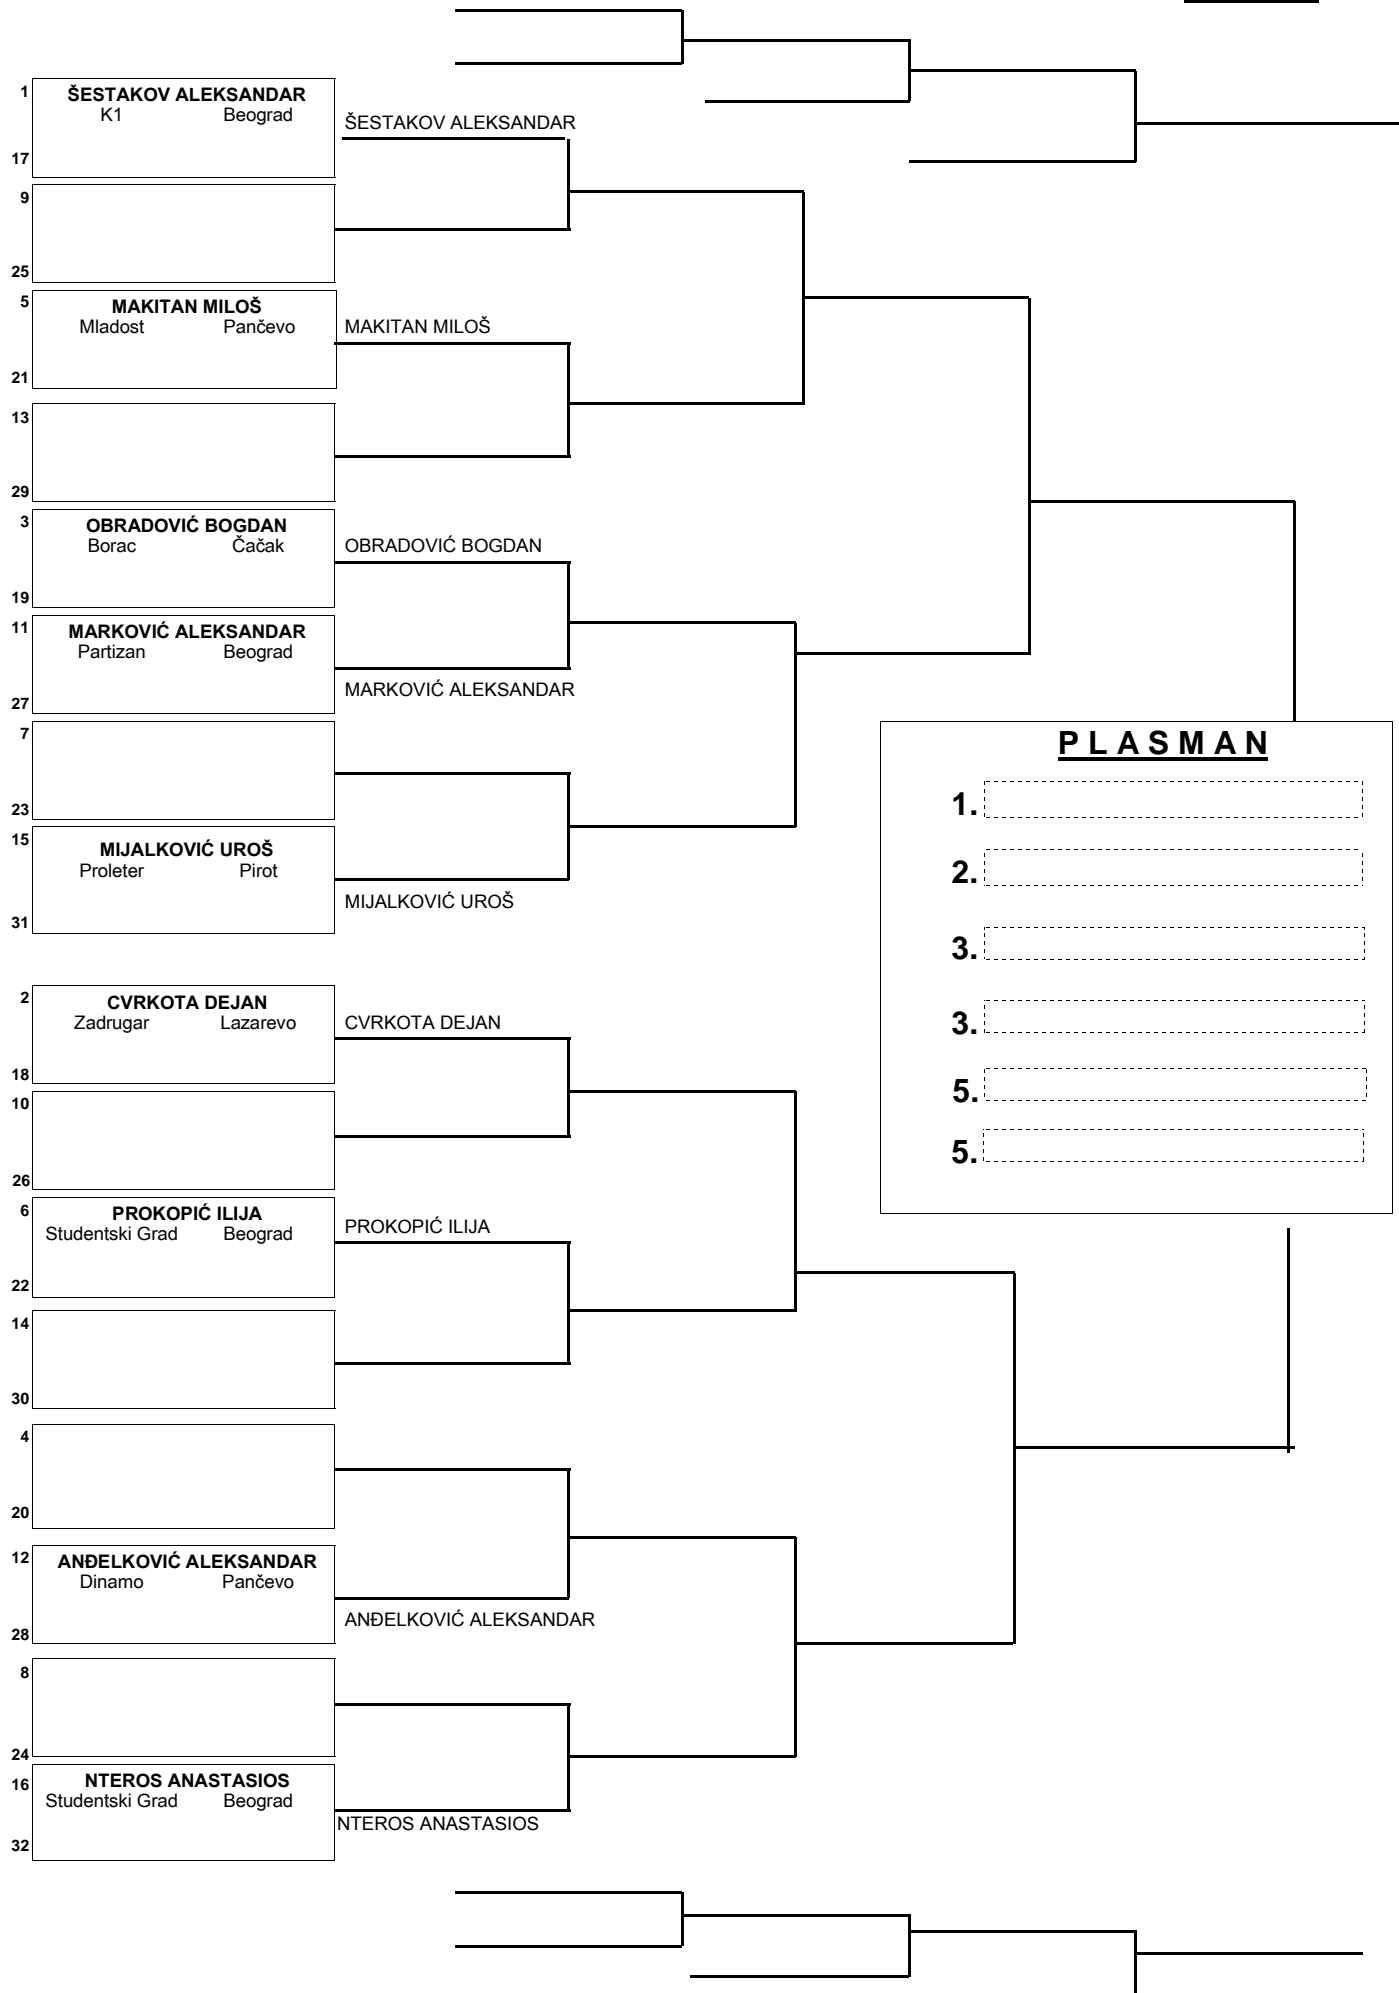 1
ŠESTAKOV ALEKSANDAR
K1 Beograd
ŠESTAKOV ALEKSANDAR
17
9
25
5
MAKITAN MILOŠ
Mladost Pančevo
MAKITAN MILOŠ
21
13
29
3
OBRADOVIĆ BOGDAN
Borac Čačak
OBRADOVIĆ BOGDAN
19
11
MARKOVIĆ ALEKSANDAR
Partizan Beograd
MARKOVIĆ ALEKSANDAR
27
7
23
15
MIJALKOVIĆ UROŠ
Proleter Pirot
MIJALKOVIĆ UROŠ
31
P L A S M A N
1.
2.
3.
3.
5.
5.
2
CVRKOTA DEJAN
Zadrugar Lazarevo
CVRKOTA DEJAN
18
10
26
6
PROKOPIĆ ILIJA
Studentski Grad Beograd
PROKOPIĆ ILIJA
22
14
30
4
20
12
ANĐELKOVIĆ ALEKSANDAR
Dinamo Pančevo
ANĐELKOVIĆ ALEKSANDAR
28
8
24
16
NTEROS ANASTASIOS
Studentski Grad Beograd
NTEROS ANASTASIOS
32